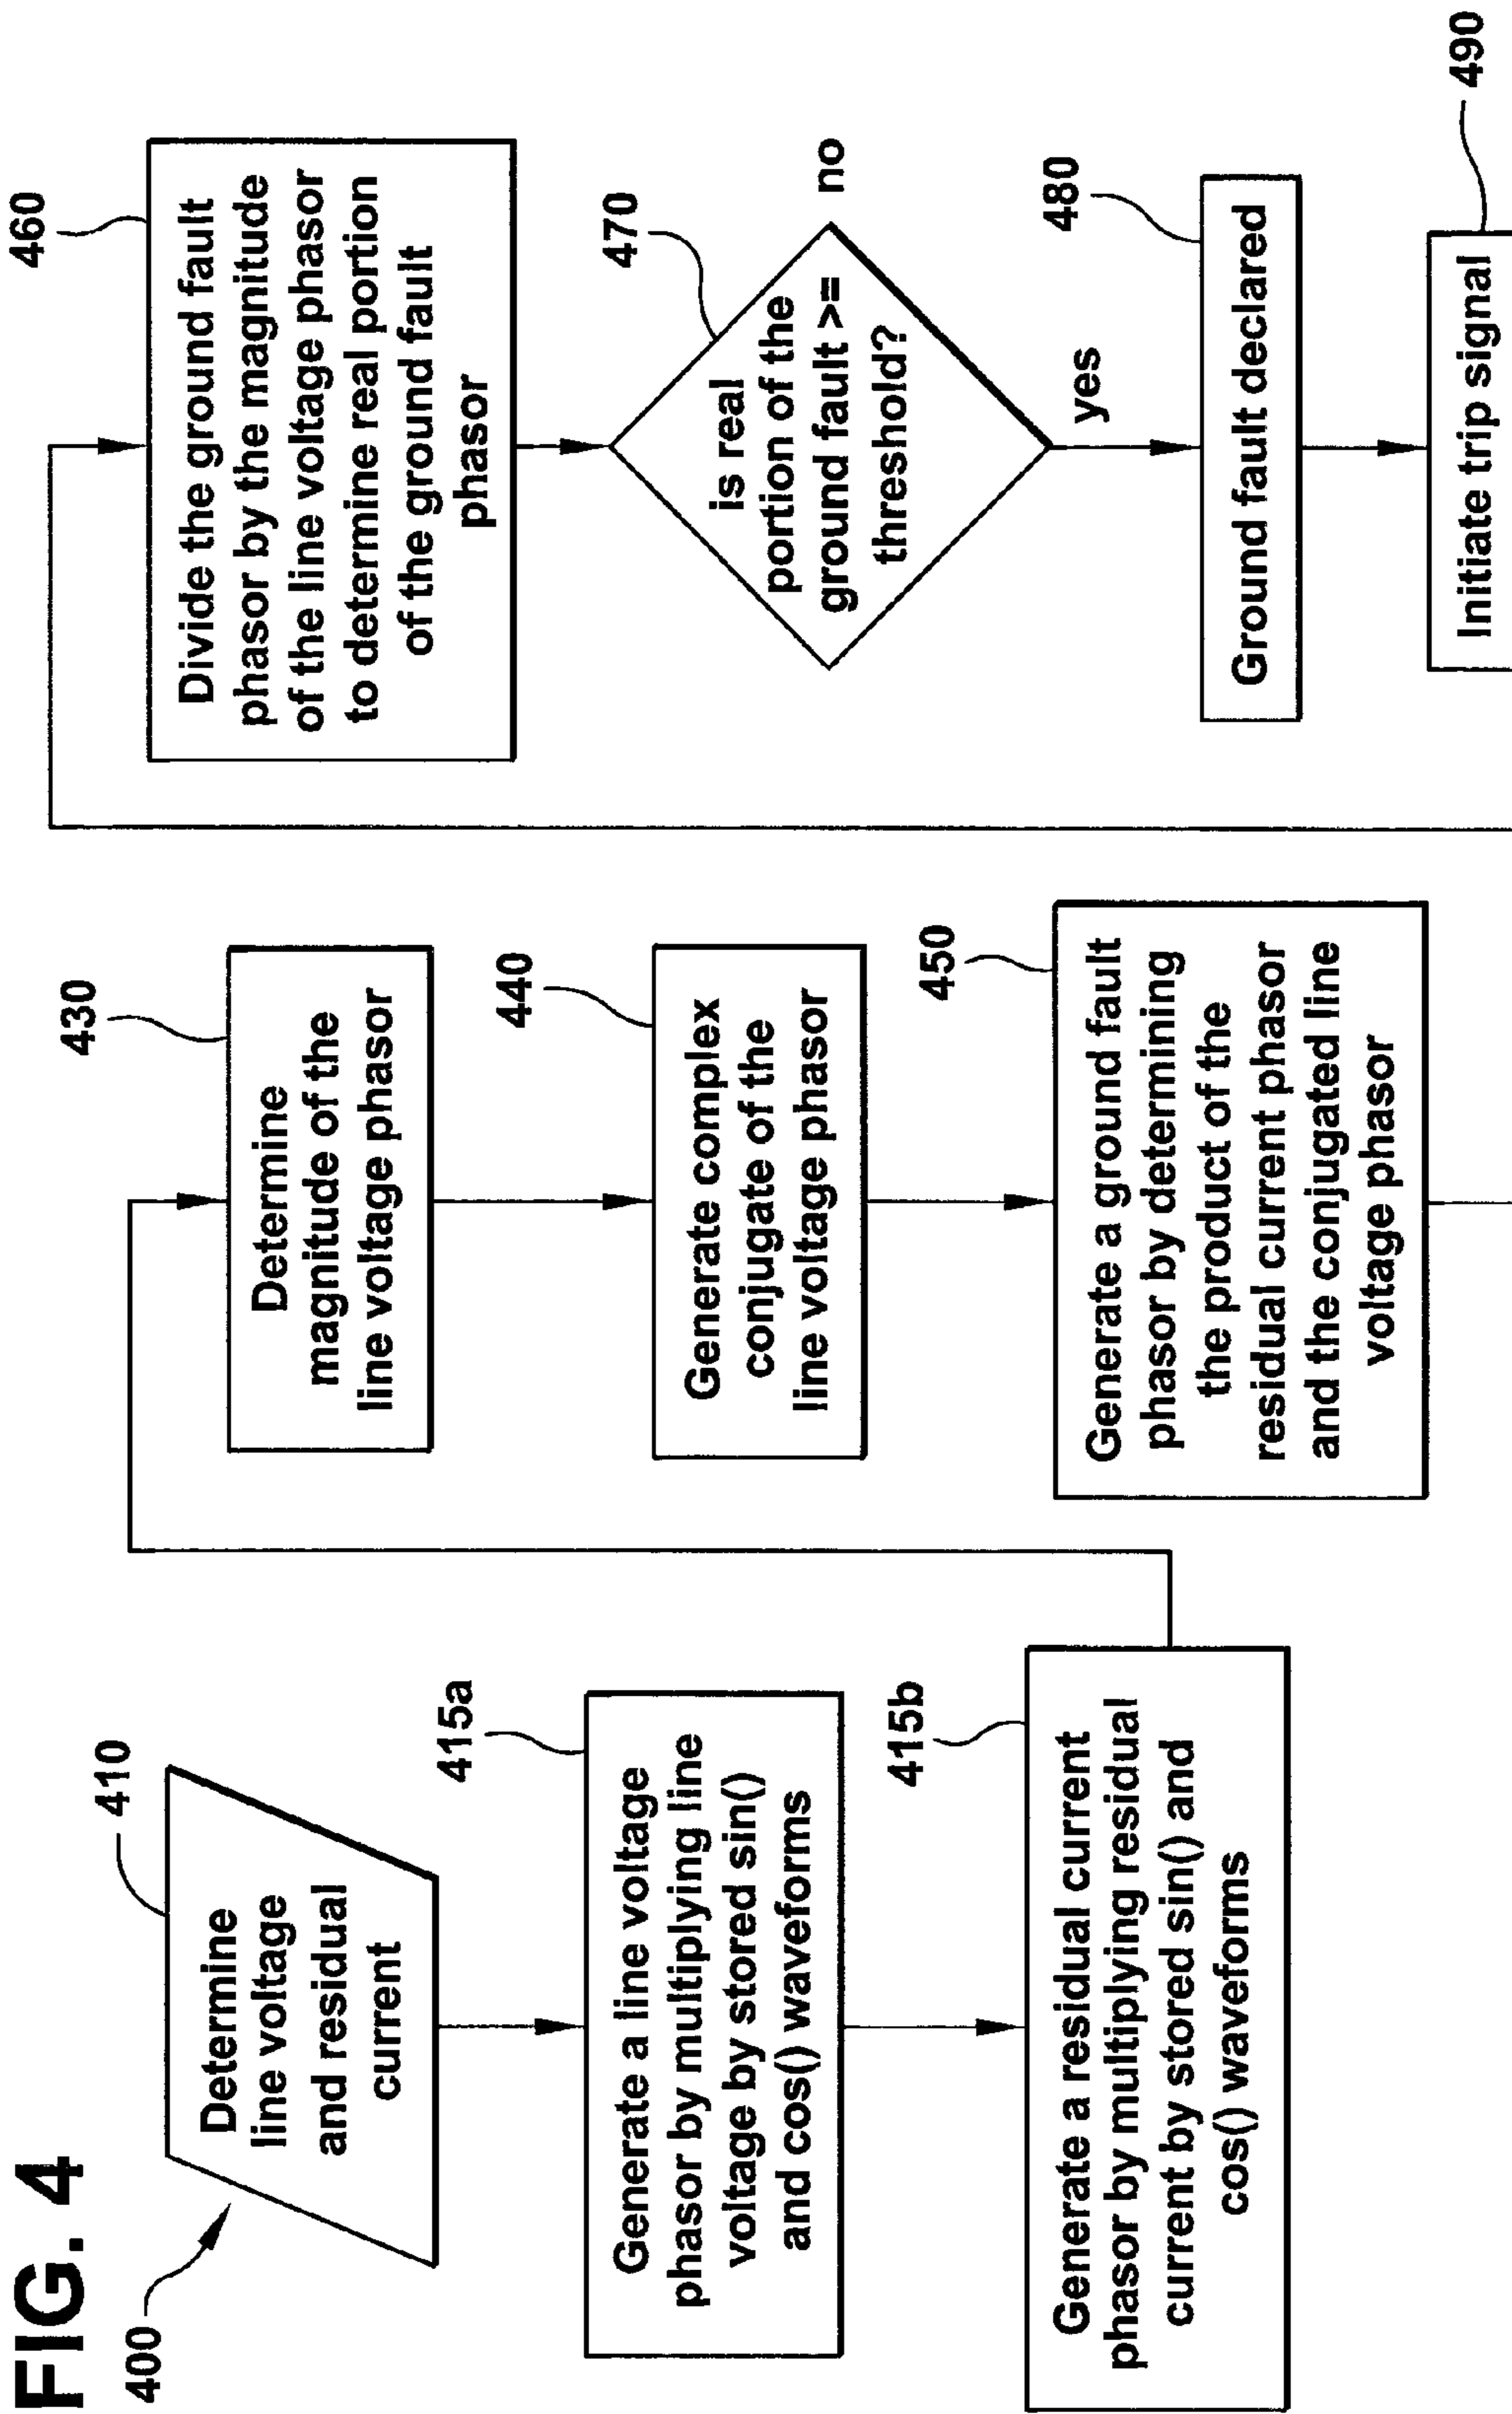 FIG. 4
400
410
Determine
line voltage
and residual
current
415a
Generate a line voltage
phasor by multiplying line
voltage by stored sin()
and cos() waveforms
415b
Generate a residual current
phasor by multiplying residual
current by stored sin() and
cos() waveforms
430
Determine
magnitude of the
line voltage phasor
440
Generate complex
conjugate of the
line voltage phasor
450
Generate a ground fault
phasor by determining
the product of the
residual current phasor
and the conjugated line
voltage phasor
460
Divide the ground fault
phasor by the magnitude
of the line voltage phasor
to determine real portion
of the ground fault
phasor
470
is real
portion of the
ground fault >=
threshold?
no
yes
480
Ground fault declared
490
Initiate trip signal